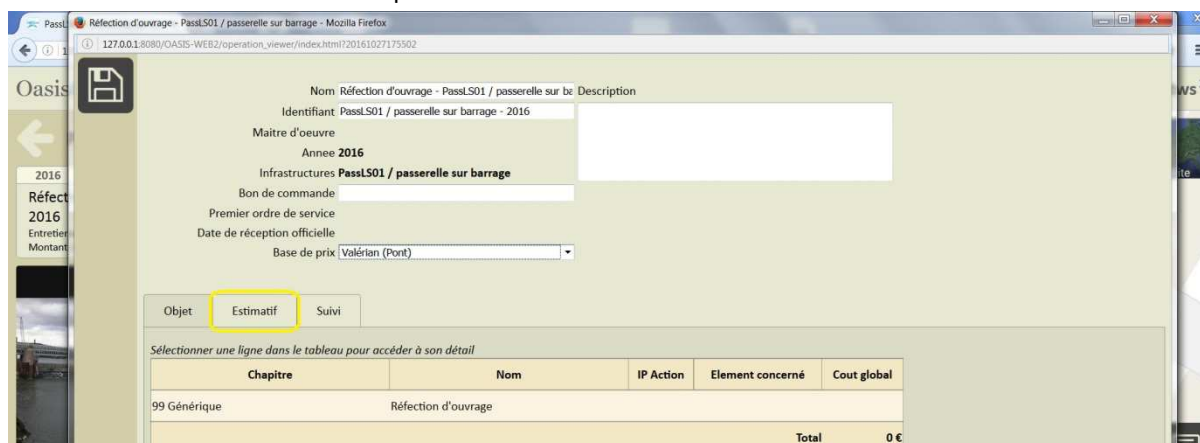 PassL
Réfection d'ouvrage - PassLS01 / passerelle sur barrage - Mozilla Firefox
127.0.0.1:8080/OASIS-WEB2/operation_viewer/index.html?20161027175502
Oasis
Nom Réfection d'ouvrage - PassLS01 / passerelle sur ba Description
Identifiant PassLS01 / passerelle sur barrage - 2016
Maitre d'oeuvre
Annee 2016
2016
Infrastructures PassLS01 / passerelle sur barrage
Réfect
Bon de commande
2016
Premier ordre de service
Entretie
Date de réception officielle
Montant
Base de prix Valérian (Pont)
Objet Estimatif Suivi
Sélectionner une ligne dans le tableau pour accéder à son détail
Chapitre Nom IP Action Element concerné Cout global
99 Générique Réfection d'ouvrage
Total 0 €